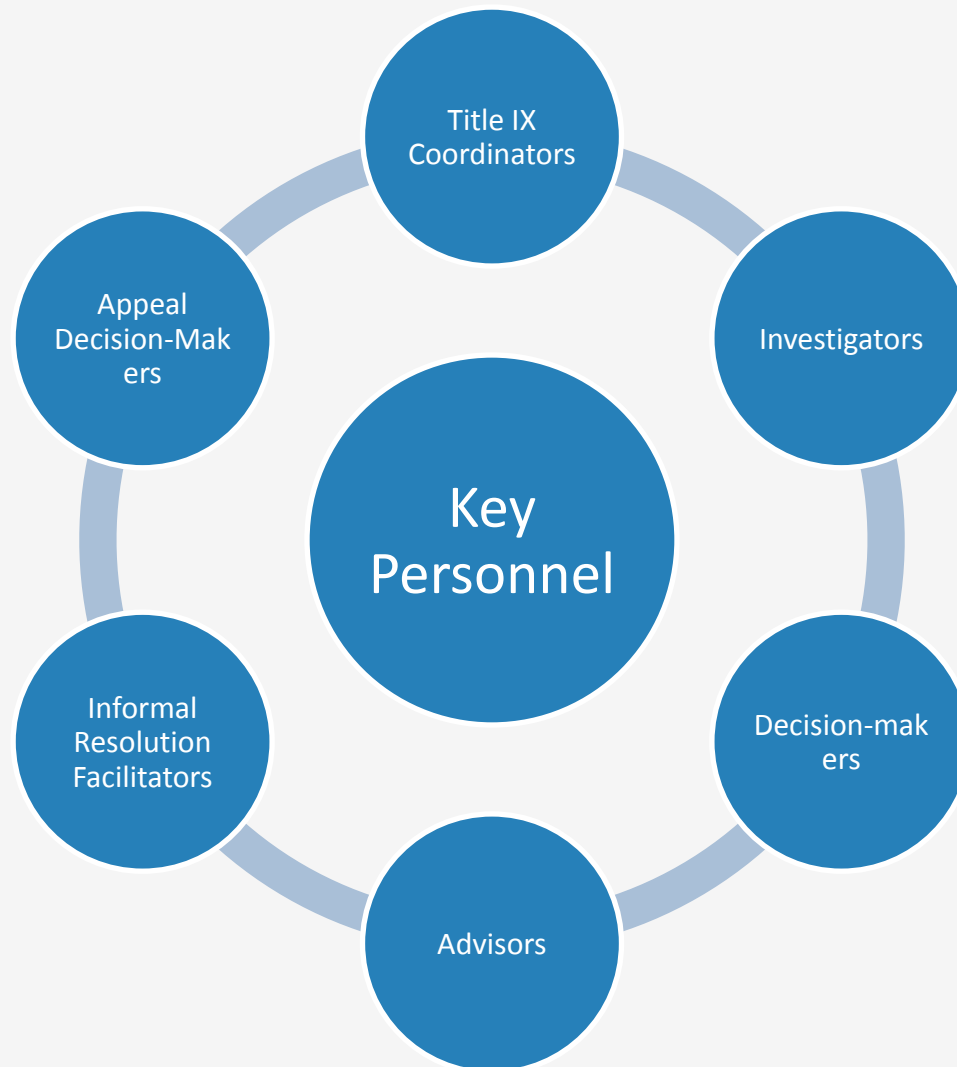 Title IX
Coordinators
Investigators
Decision-mak
ers
Advisors
Informal
Resolution
Facilitators
Appeal
Decision-Mak
ers
Key
Personnel